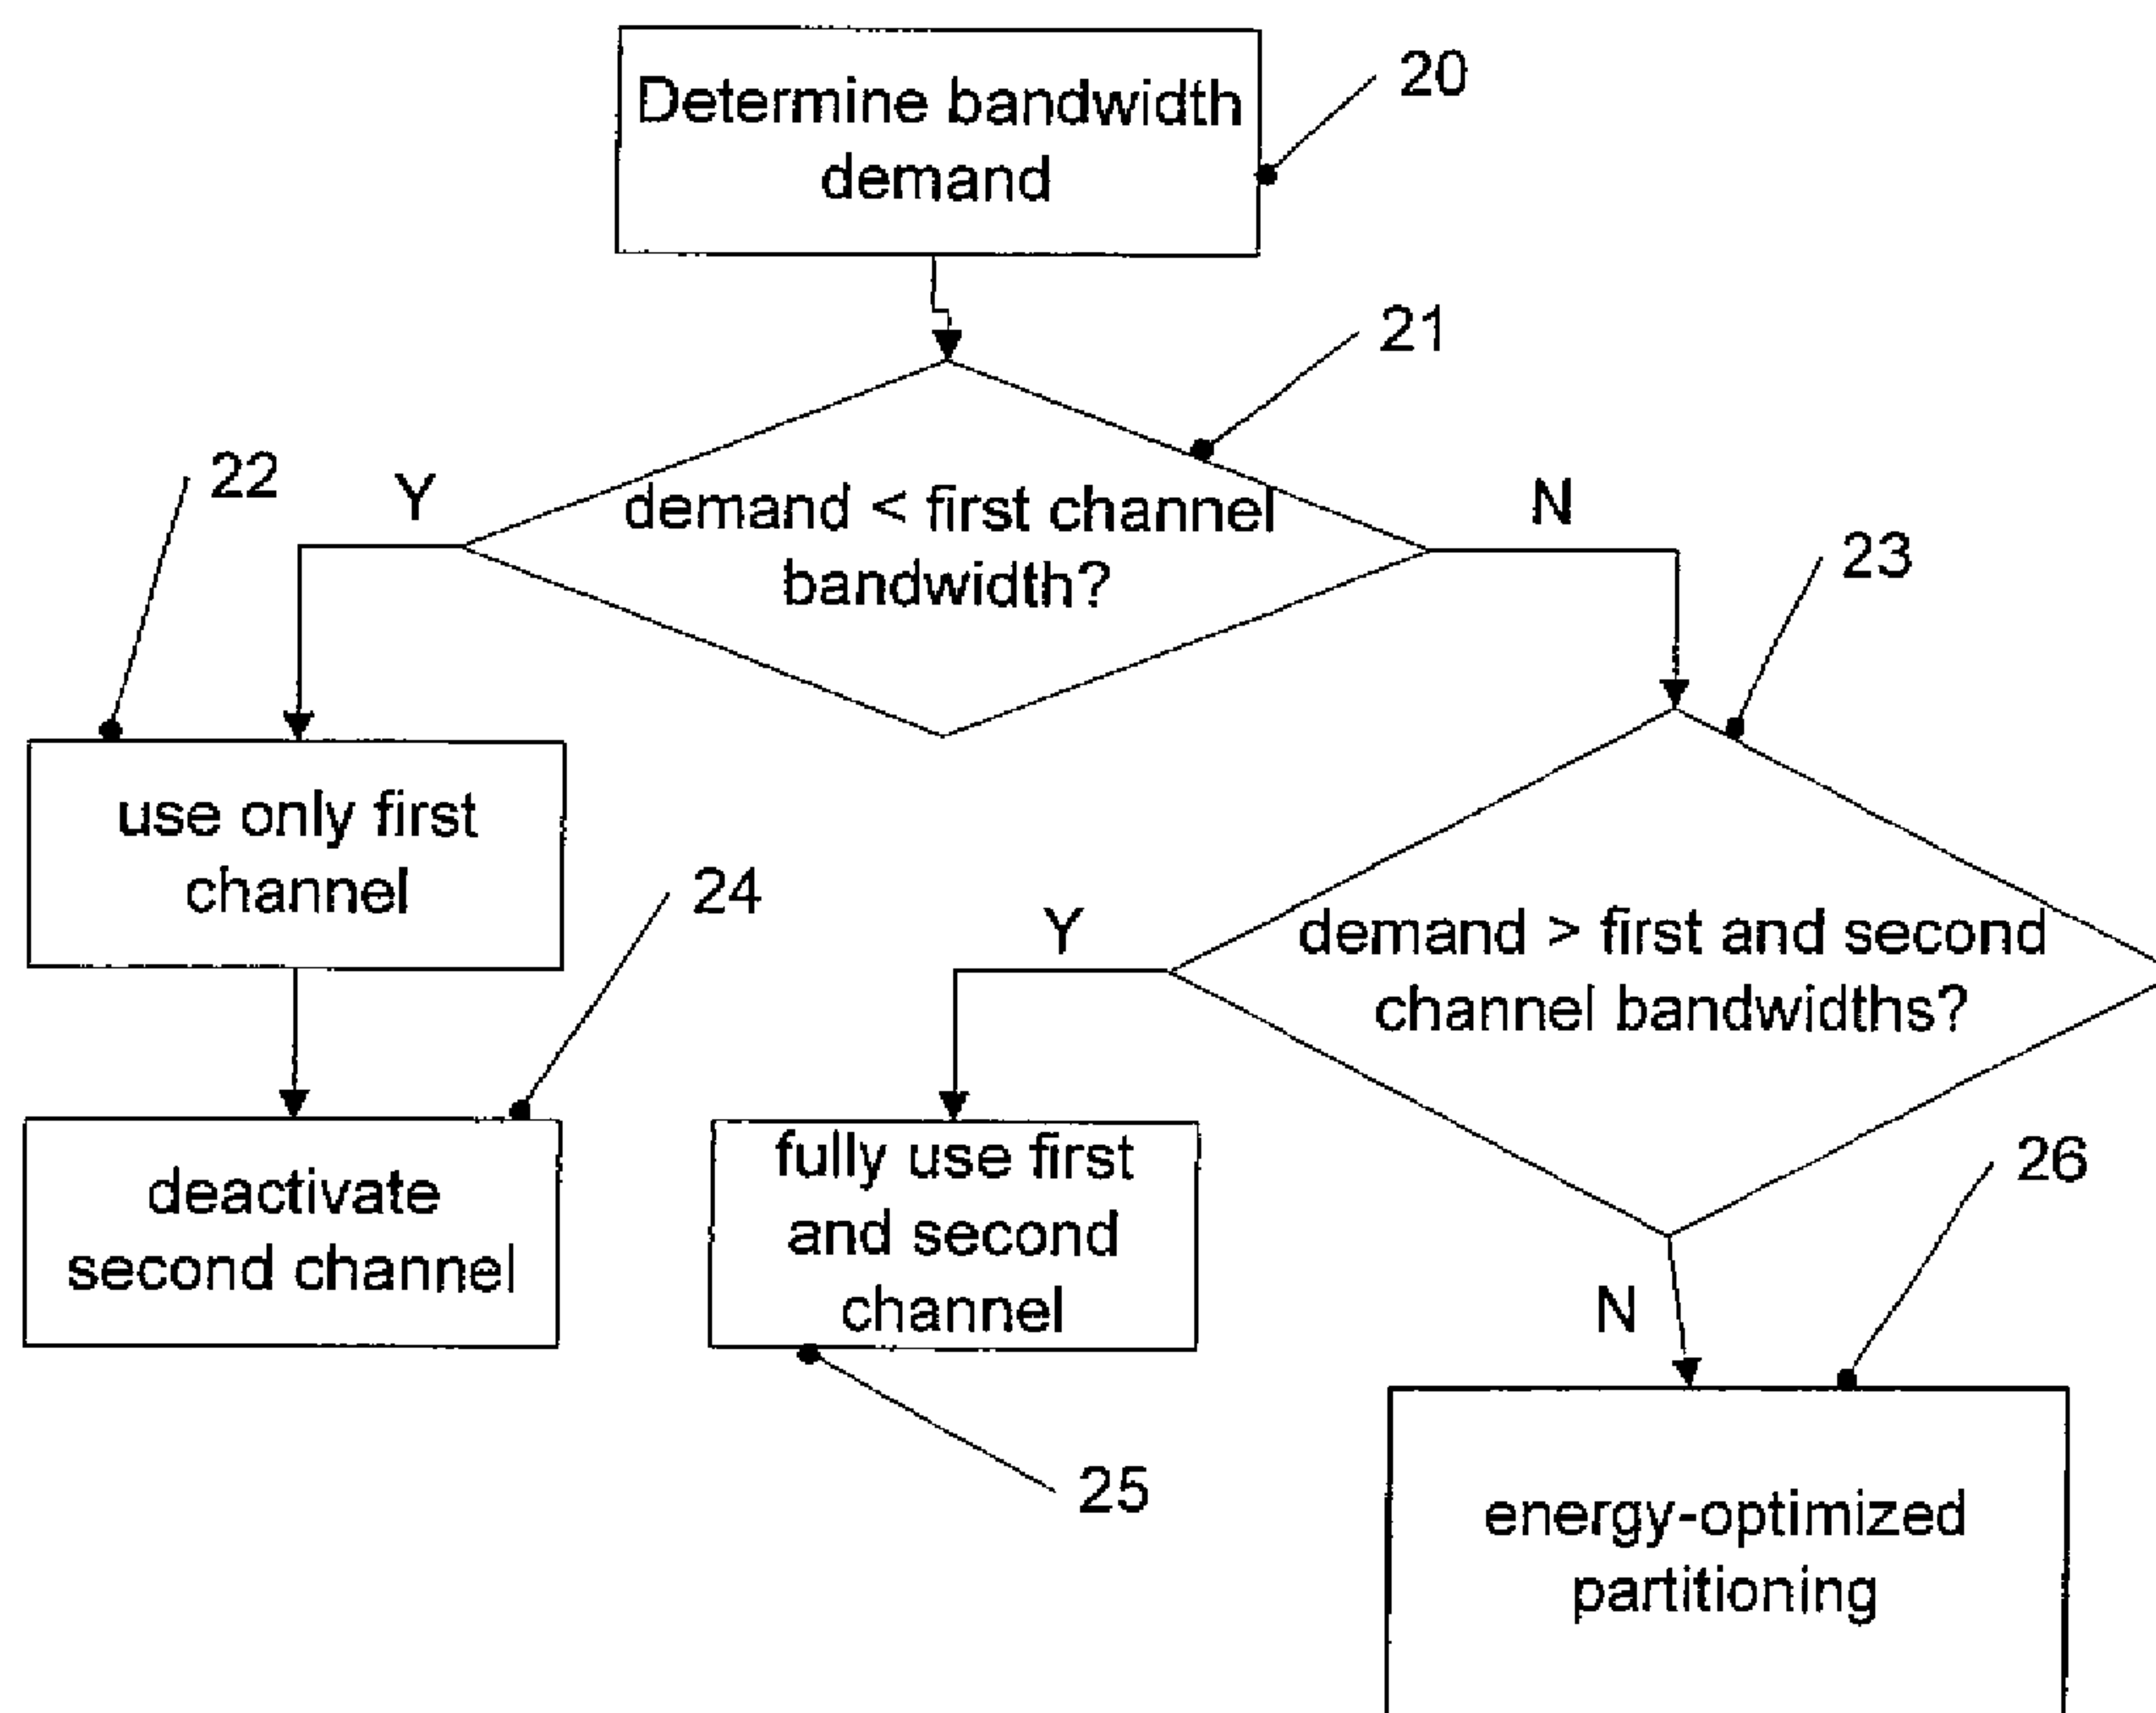 Determine bandwidth
demand
20
21
demand < first channel
bandwidth?
Y
N
22
23
use only first
channel
24
demand > first and second
channel bandwidths?
Y
deactivate
second channel
fully use first
and second
channel
25
N
26
energy-optimized
partitioning